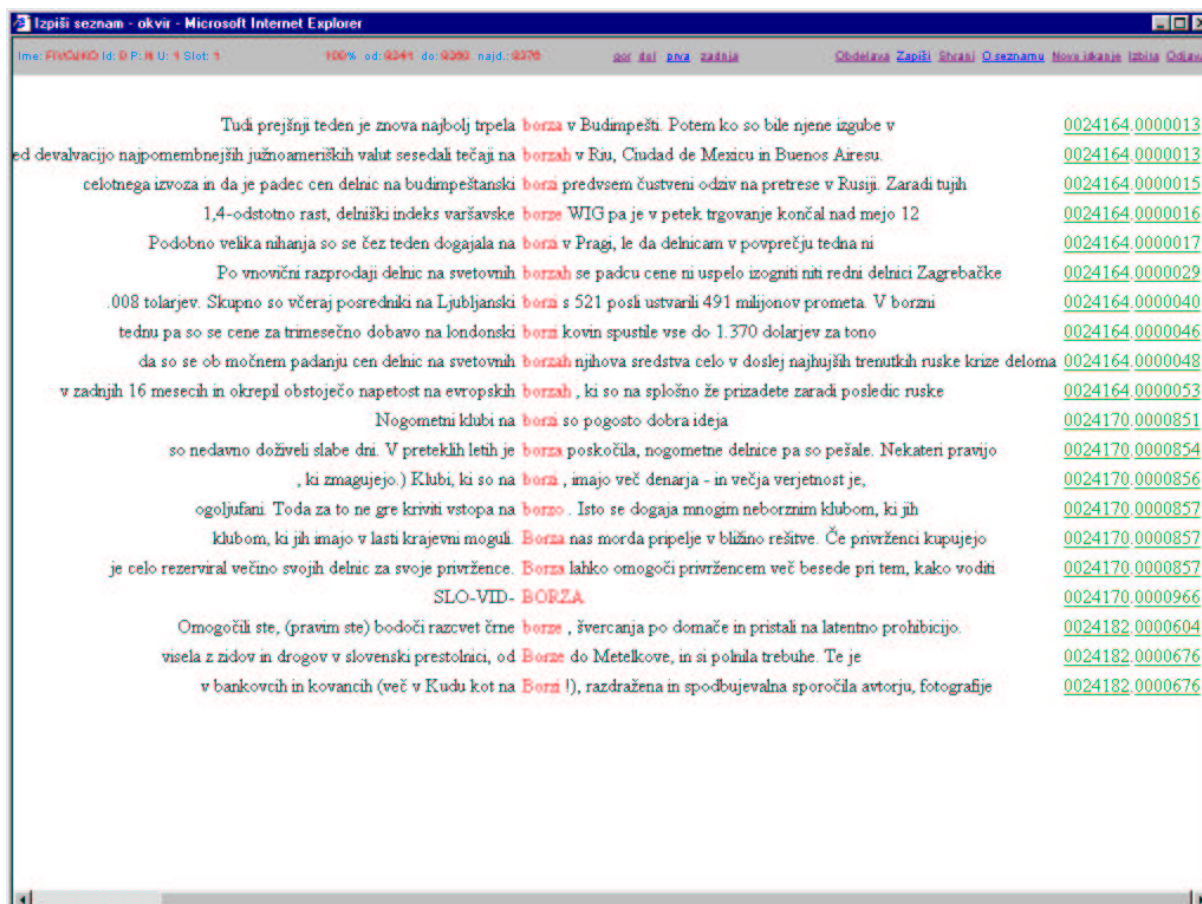 Izpiši seznam - okvir - Microsoft Internet Explorer
Ime: Id: 0 P: N U: 1 Slot: 1 100% od: 9341 do: 9360 najd.: 9376 gor dol prva zadnja Obdelava Zapiši Shrani O seznamu Novo iskanje Izbira Odjava
Tudi prejšnji teden je znova najbolj trpela borza v Budimpešti. Potem ko so bile njene izgube v 0024164.0000013
ed devalvacijo najpomembnejših južnoameriških valut sesedali tečaji na borzah v Riu, Ciudad de Mexicu in Buenos Airesu. 0024164.0000013
celotnega izvoza in da je padec cen delnic na budimpeštanski borzi predvsem čustveni odziv na pretrese v Rusiji. Zaradi tujih 0024164.0000015
1,4-odstotno rast, delniški indeks varšavske borze WIG pa je v petek trgovanje končal nad mejo 12 0024164.0000016
Podobno velika nihanja so se čez teden dogajala na borzi v Pragi, le da delnicam v povprečju tedna ni 0024164.0000017
Po vnovični razprodaji delnic na svetovnih borzah se padcu cene ni uspelo izogniti niti redni delnici Zagrebačke 0024164.0000029
.008 tolarjev. Skupno so včeraj posredniki na Ljubljanski borzi s 521 posli ustvarili 491 milijonov prometa. V borzni 0024164.0000040
tednu pa so se cene za trimesečno dobavo na londonski borzi kovin spustile vse do 1.370 dolarjev za tono 0024164.0000046
da so se ob močnem padanju cen delnic na svetovnih borzah njihova sredstva celo v doslej najhujših trenutkih ruske krize deloma 0024164.0000048
v zadnjih 16 mesecih in okrepil obstoječo napetost na evropskih borzah , ki so na splošno že prizadete zaradi posledic ruske 0024164.0000053
Nogometni klubi na borzi so pogosto dobra ideja 0024170.0000851
so nedavno doživeli slabe dni. V preteklih letih je borza poskočila, nogometne delnice pa so pešale. Nekateri pravijo 0024170.0000854
, ki zmagujejo.) Klubi, ki so na borzi , imajo več denarja - in večja verjetnost je, 0024170.0000856
ogoljufani. Toda za to ne gre kriviti vstopa na borzo . Isto se dogaja mnogim neborznim klubom, ki jih 0024170.0000857
klubom, ki jih imajo v lasti krajevni moguli. Borza nas morda pripelje v bližino rešitve. Če privrženci kupujejo 0024170.0000857
je celo rezerviral večino svojih delnic za svoje privržence. Borza lahko omogoči privržencem več besede pri tem, kako voditi 0024170.0000857
SLO-VID- BORZA 0024170.0000966
Omogočili ste, (pravim ste) bodoči razcvet črne borze , švercanja po domače in pristali na latentno prohibicijo. 0024182.0000604
visela z zidov in drogov v slovenski prestolnici, od Borze do Metelkove, in si polnila trebuhe. Te je 0024182.0000676
v bankovcih in kovancih (več v Kudu kot na Borzi !), razdražena in spodbujevalna sporočila avtorju, fotografije 0024182.0000676